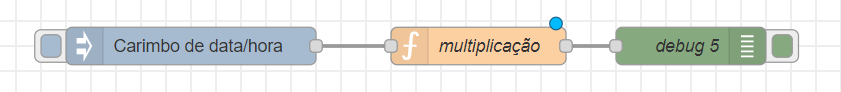 Carimbo de data/hora
multiplicação
debug 5